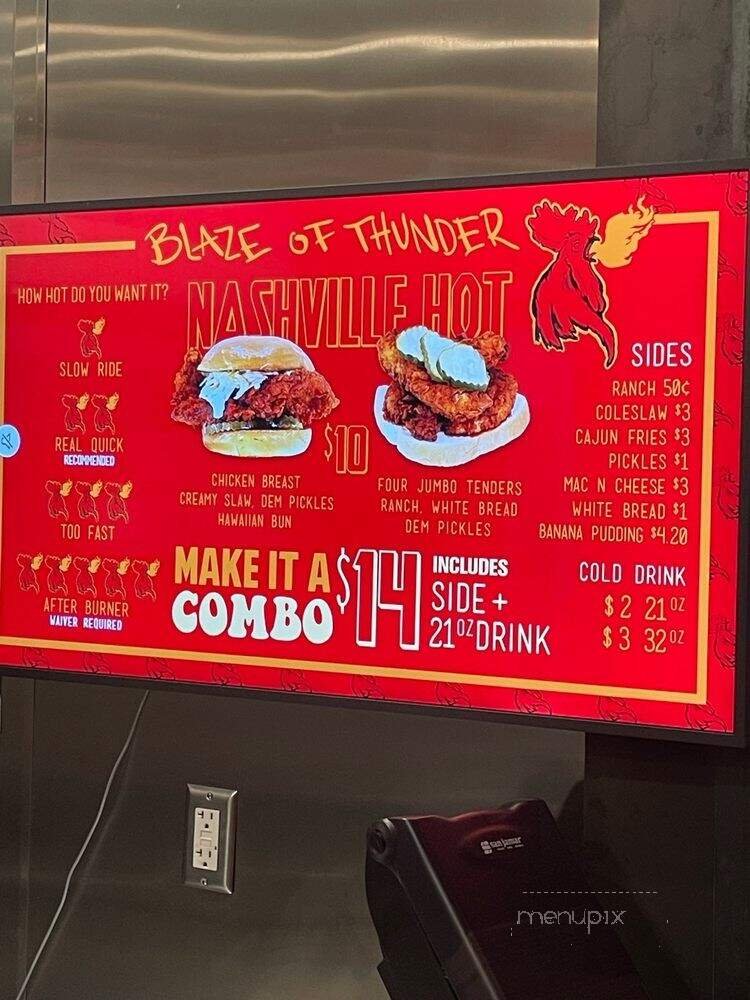 BLAZE OF THUNDER
NASHVILLE HOT
HOW HOT DO YOU WANT IT?
SLOW RIDE
REAL QUICK
RECOMMENDED
TOO FAST
AFTER BURNER
WAIVER REQUIRED
$10
CHICKEN BREAST
CREAMY SLAW, DEM PICKLES
HAWAIIAN BUN
FOUR JUMBO TENDERS
RANCH, WHITE BREAD
DEM PICKLES
MAKE IT A
COMBO
$14
INCLUDES
SIDE +
21OZ DRINK
SIDES
RANCH 50¢
COLESLAW $3
CAJUN FRIES $3
PICKLES $1
MAC N CHEESE $3
WHITE BREAD $1
BANANA PUDDING $4.20
COLD DRINK
$2 21OZ
$3 32OZ
san jamar
menupix